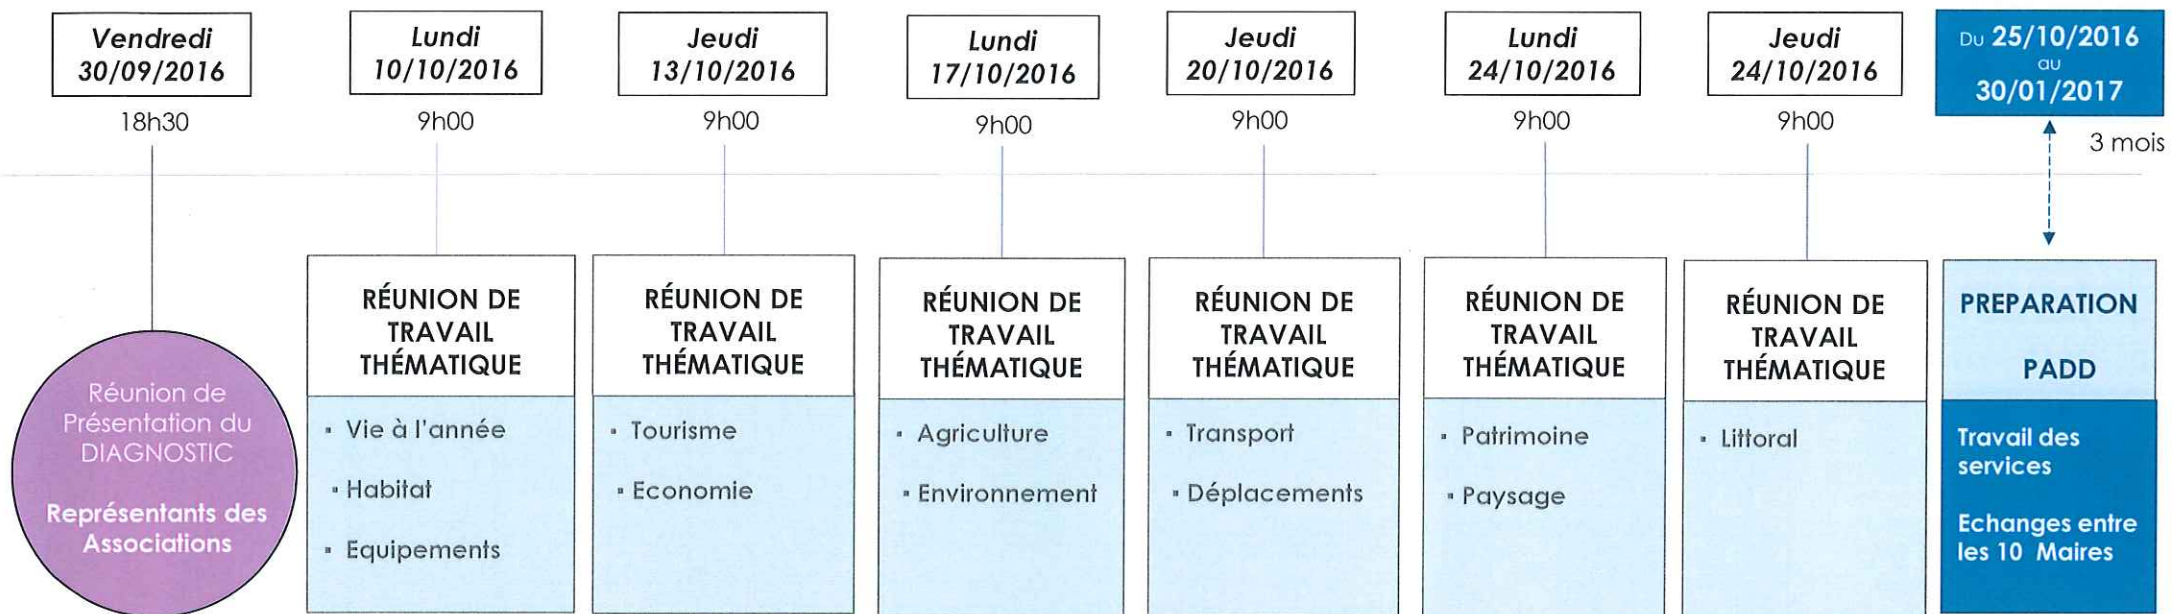 Vendredi
30/09/2016
18h30
Réunion de
Présentation du
DIAGNOSTIC
Représentants des
Associations
Lundi
10/10/2016
9h00
RÉUNION DE
TRAVAIL
THÉMATIQUE
▪ Vie à l'année
▪ Habitat
▪ Equipements
Jeudi
13/10/2016
9h00
RÉUNION DE
TRAVAIL
THÉMATIQUE
▪ Tourisme
▪ Economie
Lundi
17/10/2016
9h00
RÉUNION DE
TRAVAIL
THÉMATIQUE
▪ Agriculture
▪ Environnement
Jeudi
20/10/2016
9h00
RÉUNION DE
TRAVAIL
THÉMATIQUE
▪ Transport
▪ Déplacements
Lundi
24/10/2016
9h00
RÉUNION DE
TRAVAIL
THÉMATIQUE
▪ Patrimoine
▪ Paysage
Jeudi
24/10/2016
9h00
RÉUNION DE
TRAVAIL
THÉMATIQUE
▪ Littoral
Du 25/10/2016
au
30/01/2017
3 mois
PREPARATION
PADD
Travail des
services
Echanges entre
les 10 Maires